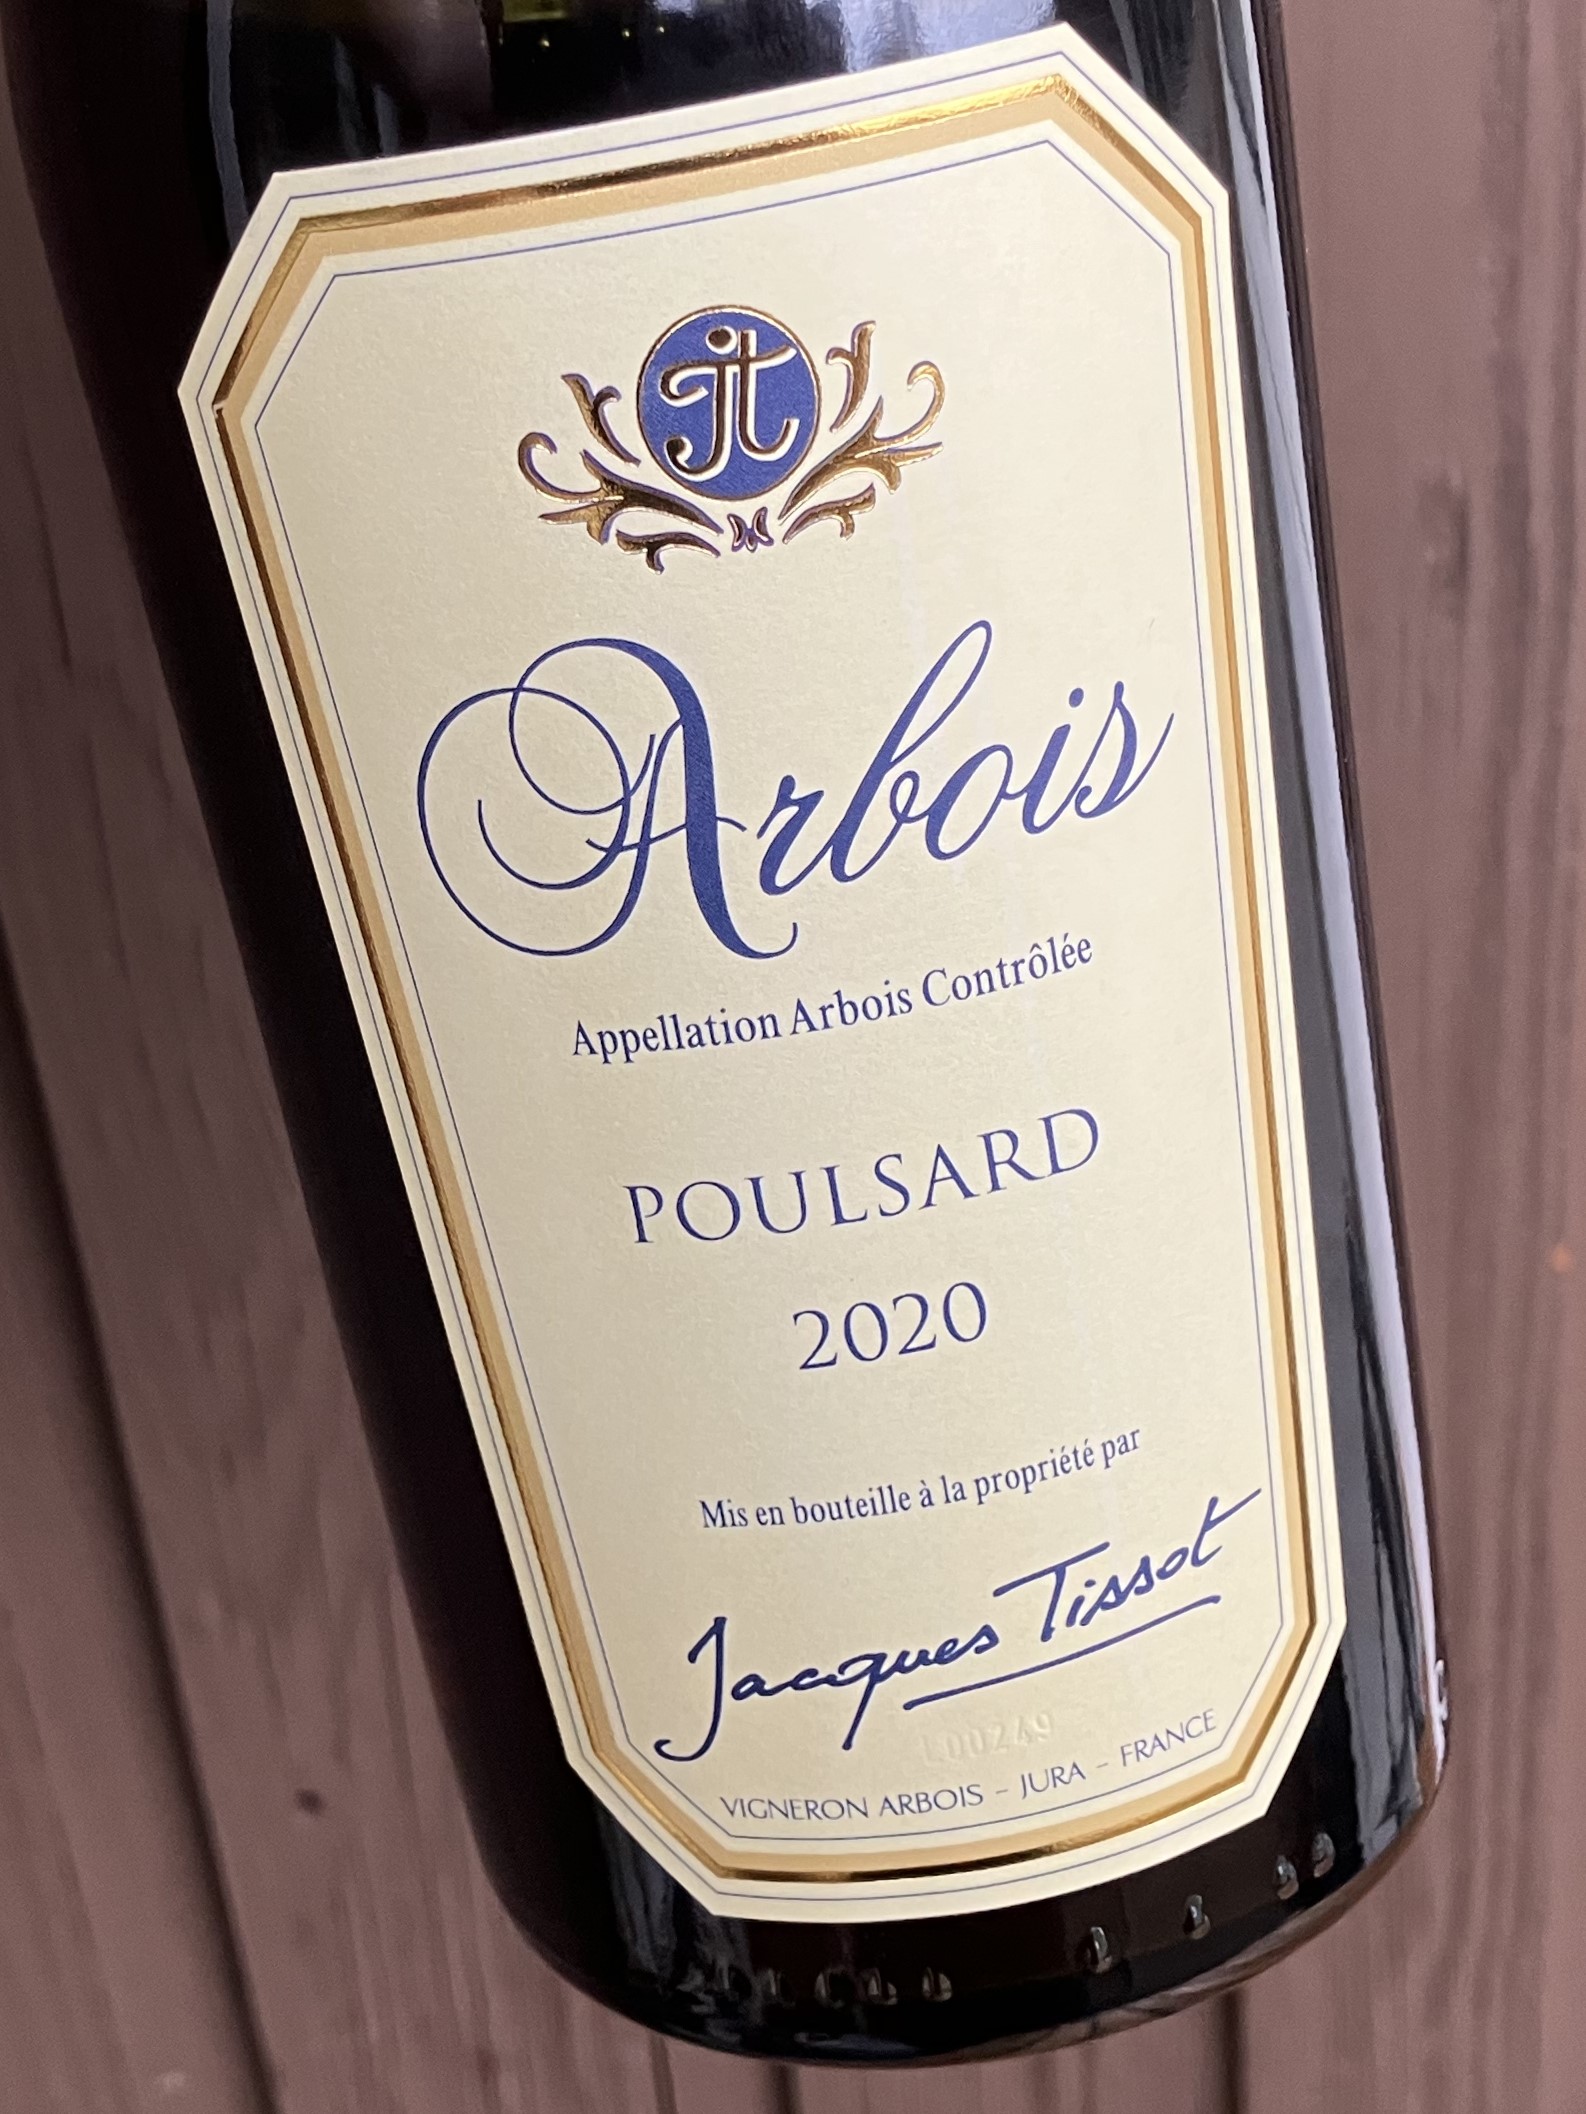 jt
Arbois
Appellation Arbois Contrôlée
POULSARD
2020
Mis en bouteille à la propriété par
Jacques Tissot
L00249
VIGNERON ARBOIS - JURA - FRANCE